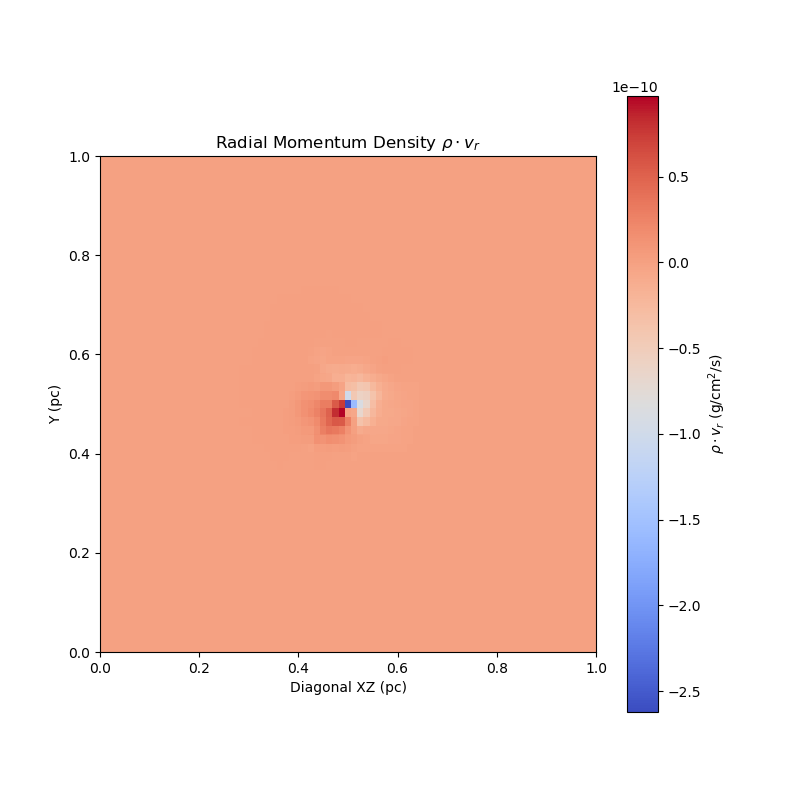 1e−10
Radial Momentum Density ρ · v_r
1.0
0.8
0.6
0.4
0.2
0.0
Y (pc)
0.0 0.2 0.4 0.6 0.8 1.0
Diagonal XZ (pc)
0.5
0.0
−0.5
−1.0
−1.5
−2.0
−2.5
ρ · v_r (g/cm²/s)